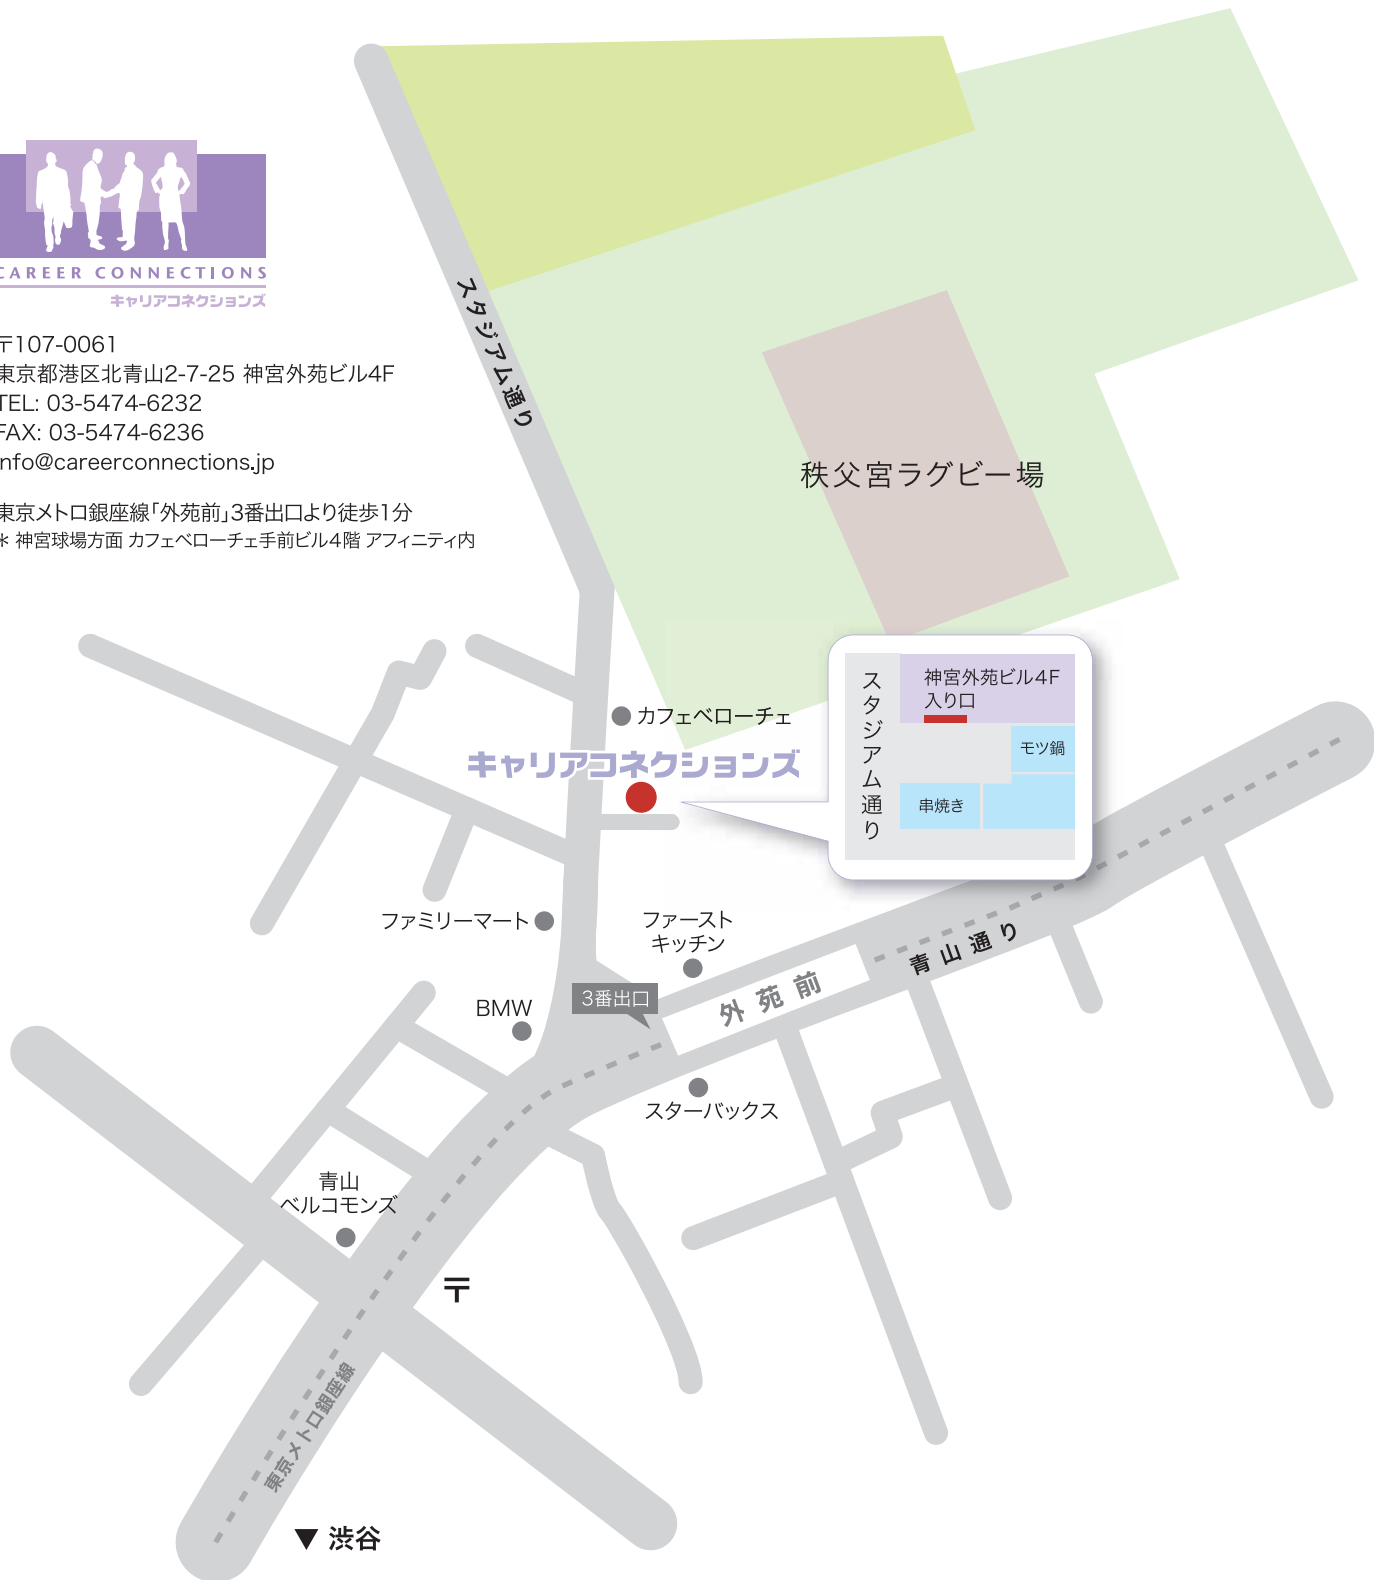 CAREER CONNECTIONS
キャリアコネクションズ
〒107-0061
東京都港区北青山2-7-25 神宮外苑ビル4F
TEL: 03-5474-6232
FAX: 03-5474-6236
info@careerconnections.jp
東京メトロ銀座線「外苑前」3番出口より徒歩1分
＊ 神宮球場方面 カフェベローチェ手前ビル4階 アフィニティ内
スタジアム通り
秩父宮ラグビー場
カフェベローチェ
キャリアコネクションズ
スタジアム通り
神宮外苑ビル4F
入り口
モツ鍋
串焼き
ファミリーマート
ファースト
キッチン
青山通り
外苑前
3番出口
BMW
スターバックス
青山
ベルコモンズ
〒
東京メトロ銀座線
▼ 渋谷